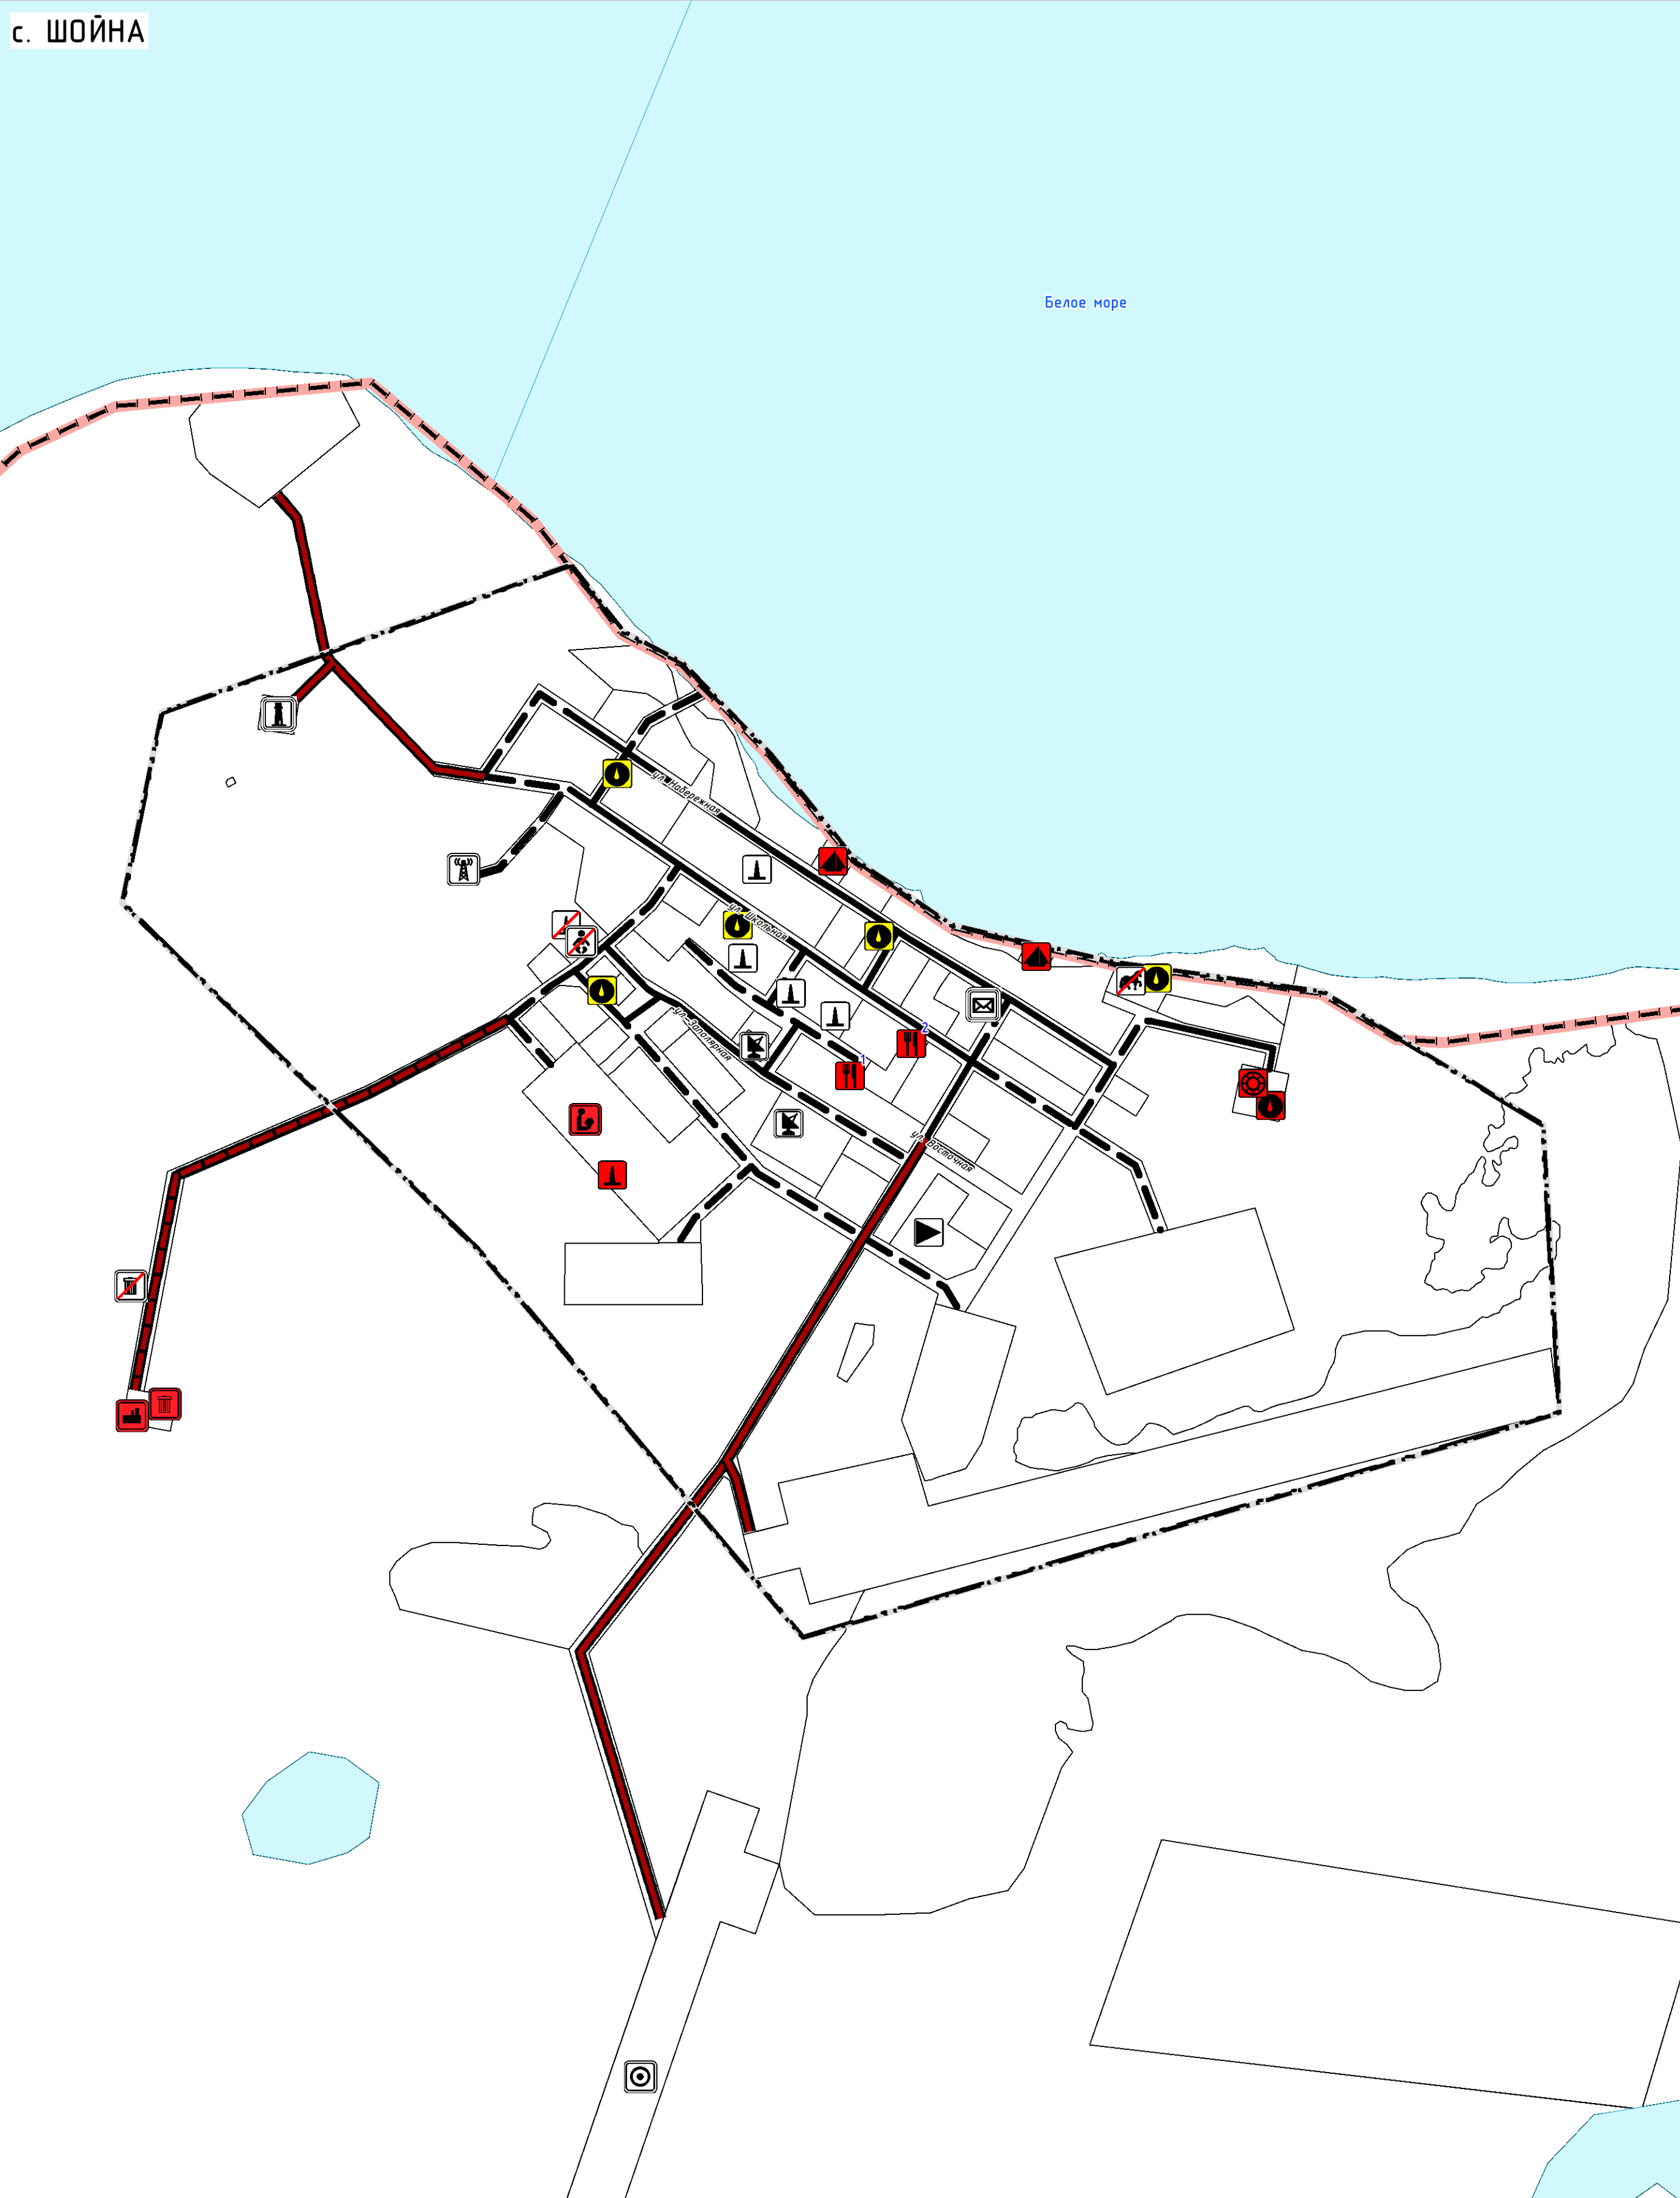 с. ШОЙНА
Белое море
ул. Набережная
ул. Школьная
ул. Заполярная
2
1
ул. Восточная